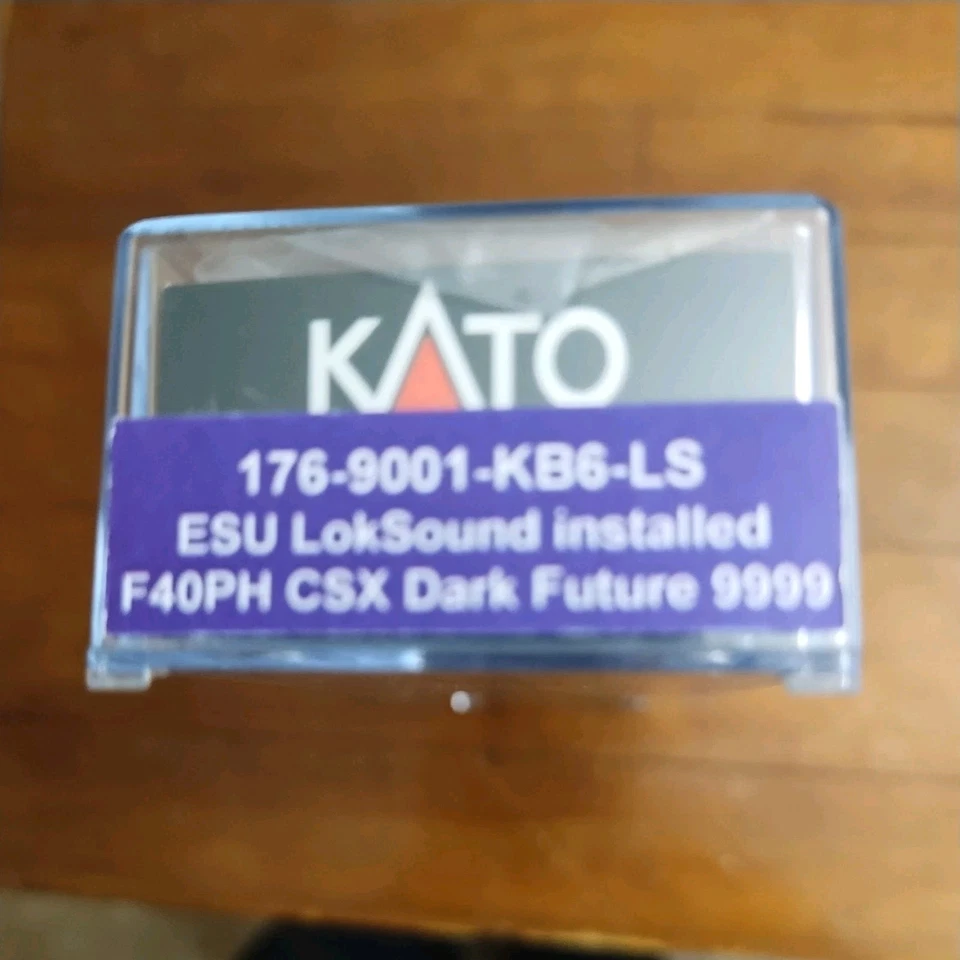 KATO
176-9001-KB6-LS
ESU LokSound installed
F40PH CSX Dark Future 9999